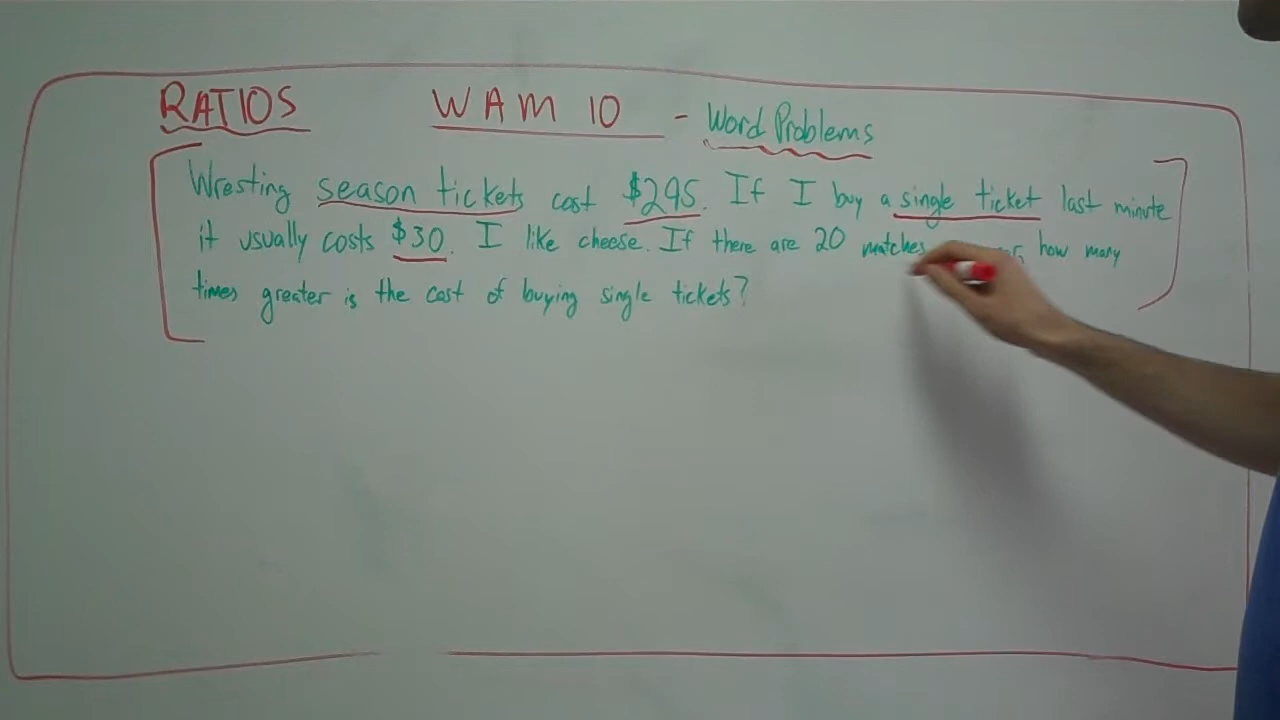 RATIOS WAM 10 - Word Problems
Wresting season tickets cost $295. If I buy a single ticket last minute
it usually costs $30. I like cheese. If there are 20 matches how many
times greater is the cost of buying single tickets?